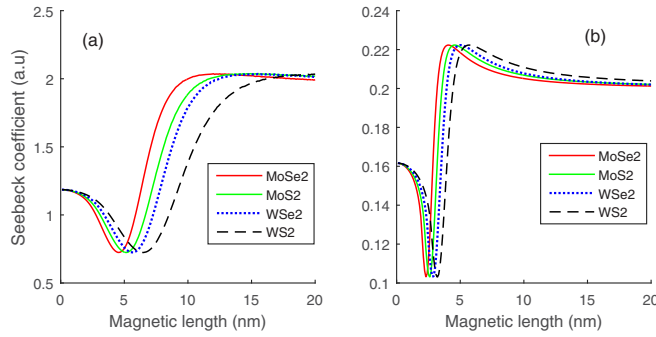 (a)
Seebeck coefficient (a.u)
2.5
2
1.5
1
0.5
0 5 10 15 20
Magnetic length (nm)
MoSe2
MoS2
WSe2
WS2
(b)
0.24
0.22
0.2
0.18
0.16
0.14
0.12
0.1
0 5 10 15 20
Magnetic length (nm)
MoSe2
MoS2
WSe2
WS2